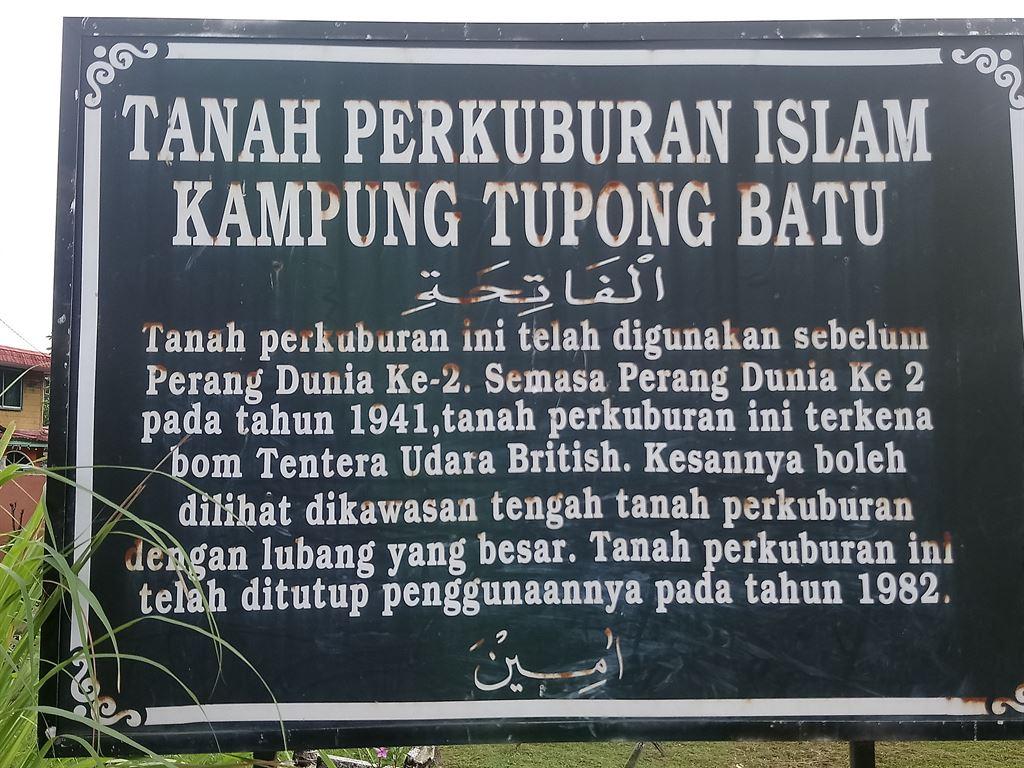 TANAH PERKUBURAN ISLAM
KAMPUNG TUPONG BATU
الْفَاتِحَةِ
Tanah perkuburan ini telah digunakan sebelum
Perang Dunia Ke-2. Semasa Perang Dunia Ke 2
pada tahun 1941,tanah perkuburan ini terkena
bom Tentera Udara British. Kesannya boleh
dilihat dikawasan tengah tanah perkuburan
dengan lubang yang besar. Tanah perkuburan ini
telah ditutup penggunaannya pada tahun 1982.
اٰمِيْنَ